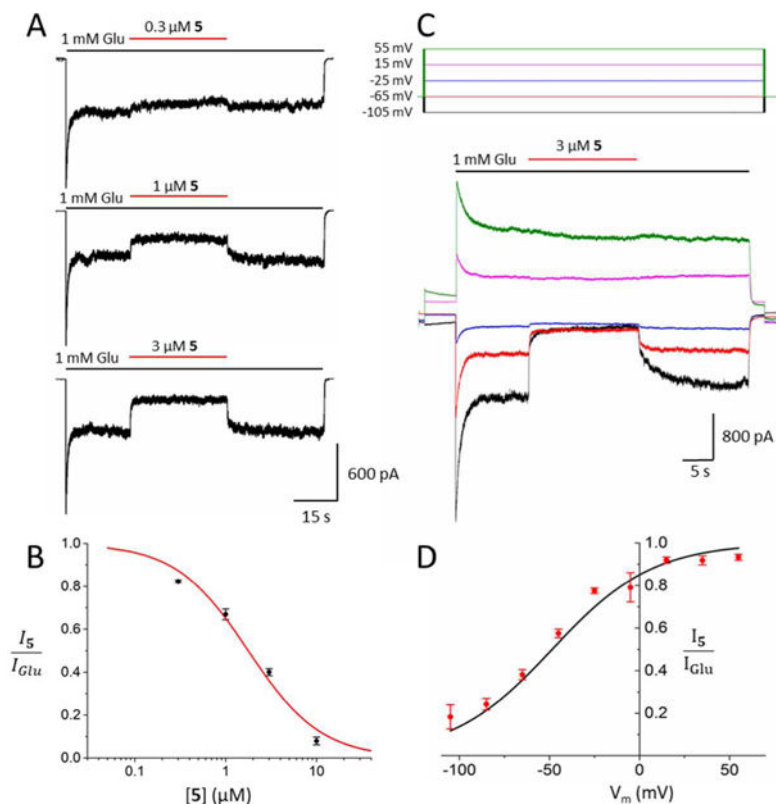 A
0.3 µM 5
1 mM Glu
1 µM 5
1 mM Glu
3 µM 5
1 mM Glu
600 pA
15 s
C
55 mV
15 mV
-25 mV
-65 mV
-105 mV
3 µM 5
1 mM Glu
800 pA
5 s
B
1.0
0.8
0.6
0.4
0.2
0.0
I5
IGlu
0.1 1 10
[5] (µM)
D
1.0
0.8
0.6
0.4
0.2
I5
IGlu
-100 -50 0 50
Vm (mV)